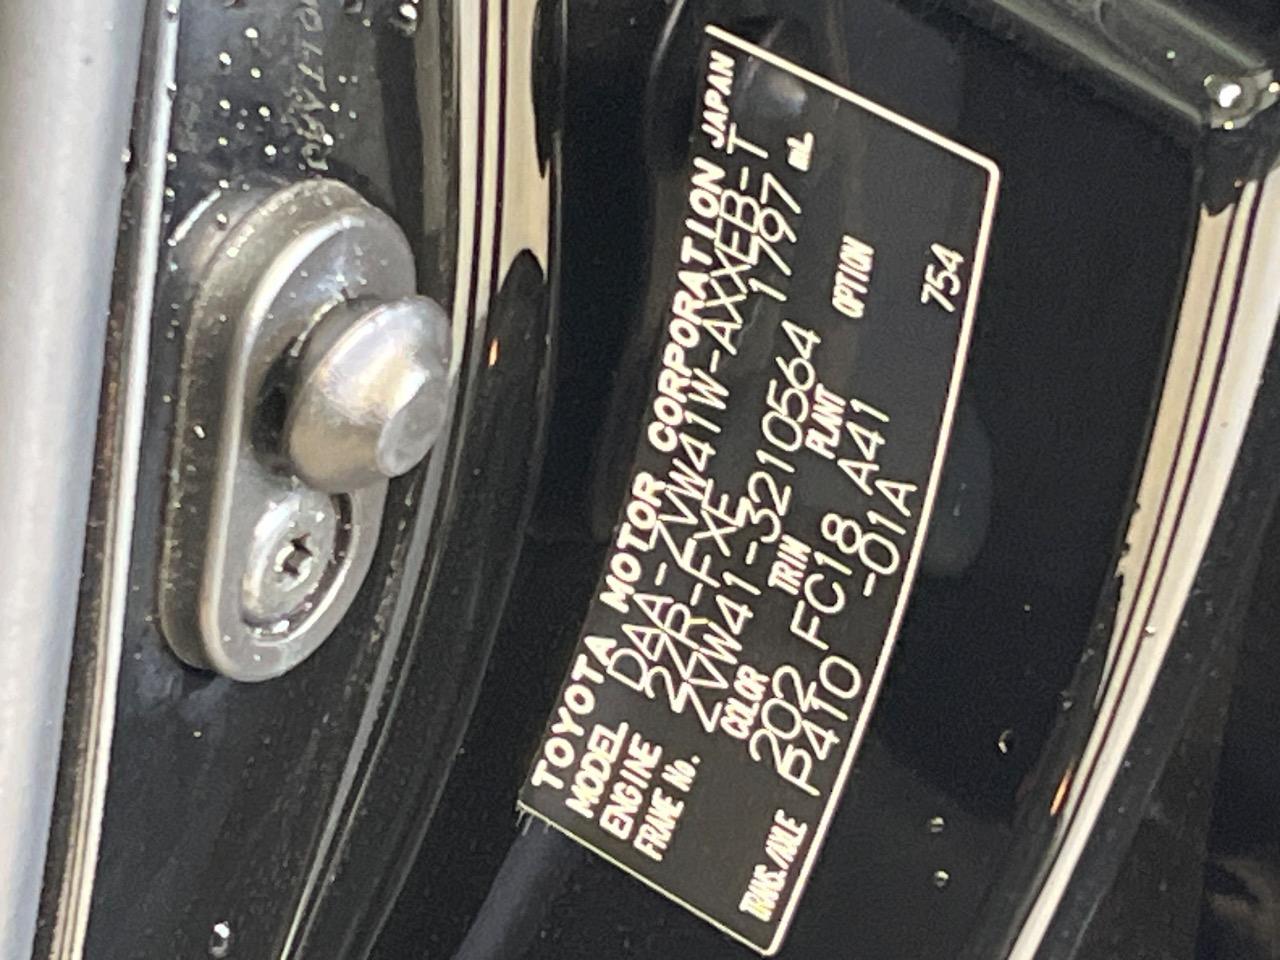 TOYOTA MOTOR CORPORATION JAPAN
MODEL DAA-ZVW41W-AXXEB-T
ENGINE 2ZR-FXE 1797 mL
FRAME No. ZVW41-3210564
COLOR TRIM PLANT OPTION
202 FC18 A41
TRANS./AXLE P410 -01A 754